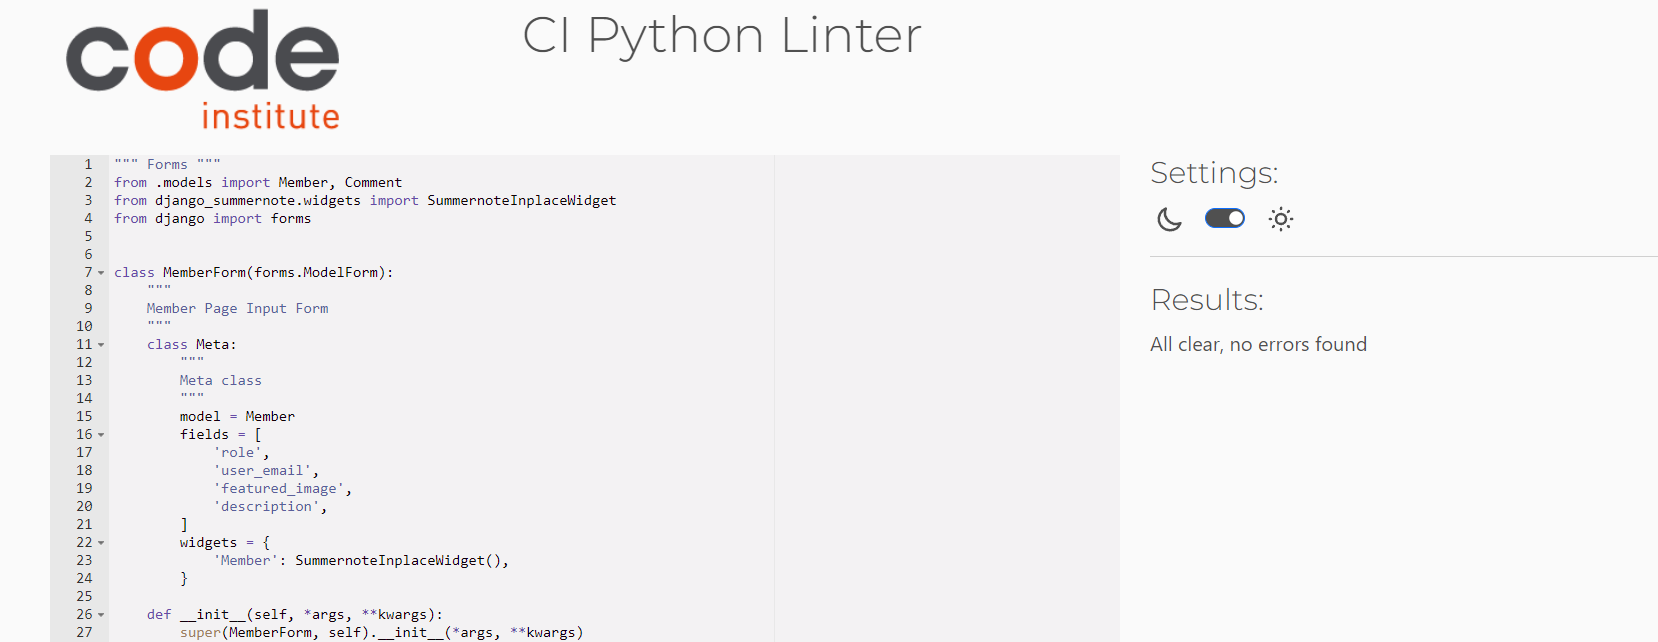 code
institute
CI Python Linter
1 """ Forms """
2 from .models import Member, Comment
3 from django_summernote.widgets import SummernoteInplaceWidget
4 from django import forms
5
6
7 class MemberForm(forms.ModelForm):
8     """
9     Member Page Input Form
10     """
11     class Meta:
12         """
13         Meta class
14         """
15         model = Member
16         fields = [
17             'role',
18             'user_email',
19             'featured_image',
20             'description',
21         ]
22         widgets = {
23             'Member': SummernoteInplaceWidget(),
24         }
25
26     def __init__(self, *args, **kwargs):
27         super(MemberForm, self).__init__(*args, **kwargs)
Settings:
Results:
All clear, no errors found